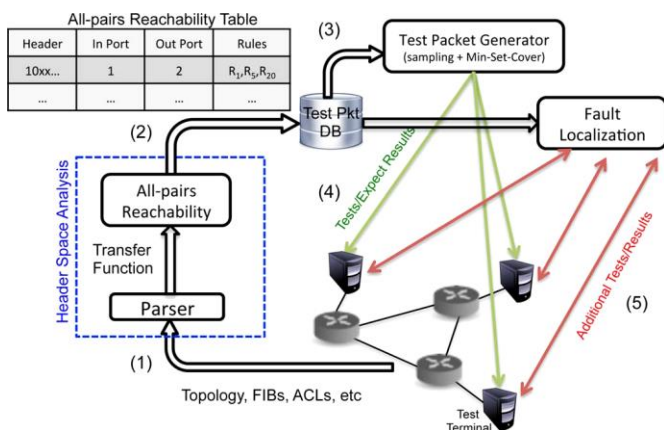 All-pairs Reachability Table
Header In Port Out Port Rules
10xx... 1 2 R1,R5,R20
... ... ... ...
(3)
Test Packet Generator
(sampling + Min-Set-Cover)
(2)
Test Pkt
DB
Fault
Localization
Header Space Analysis
All-pairs
Reachability
Transfer
Function
Parser
(1)
Topology, FIBs, ACLs, etc
(4)
Tests/Expect Results
(5)
Additional Tests/Results
Test
Terminal